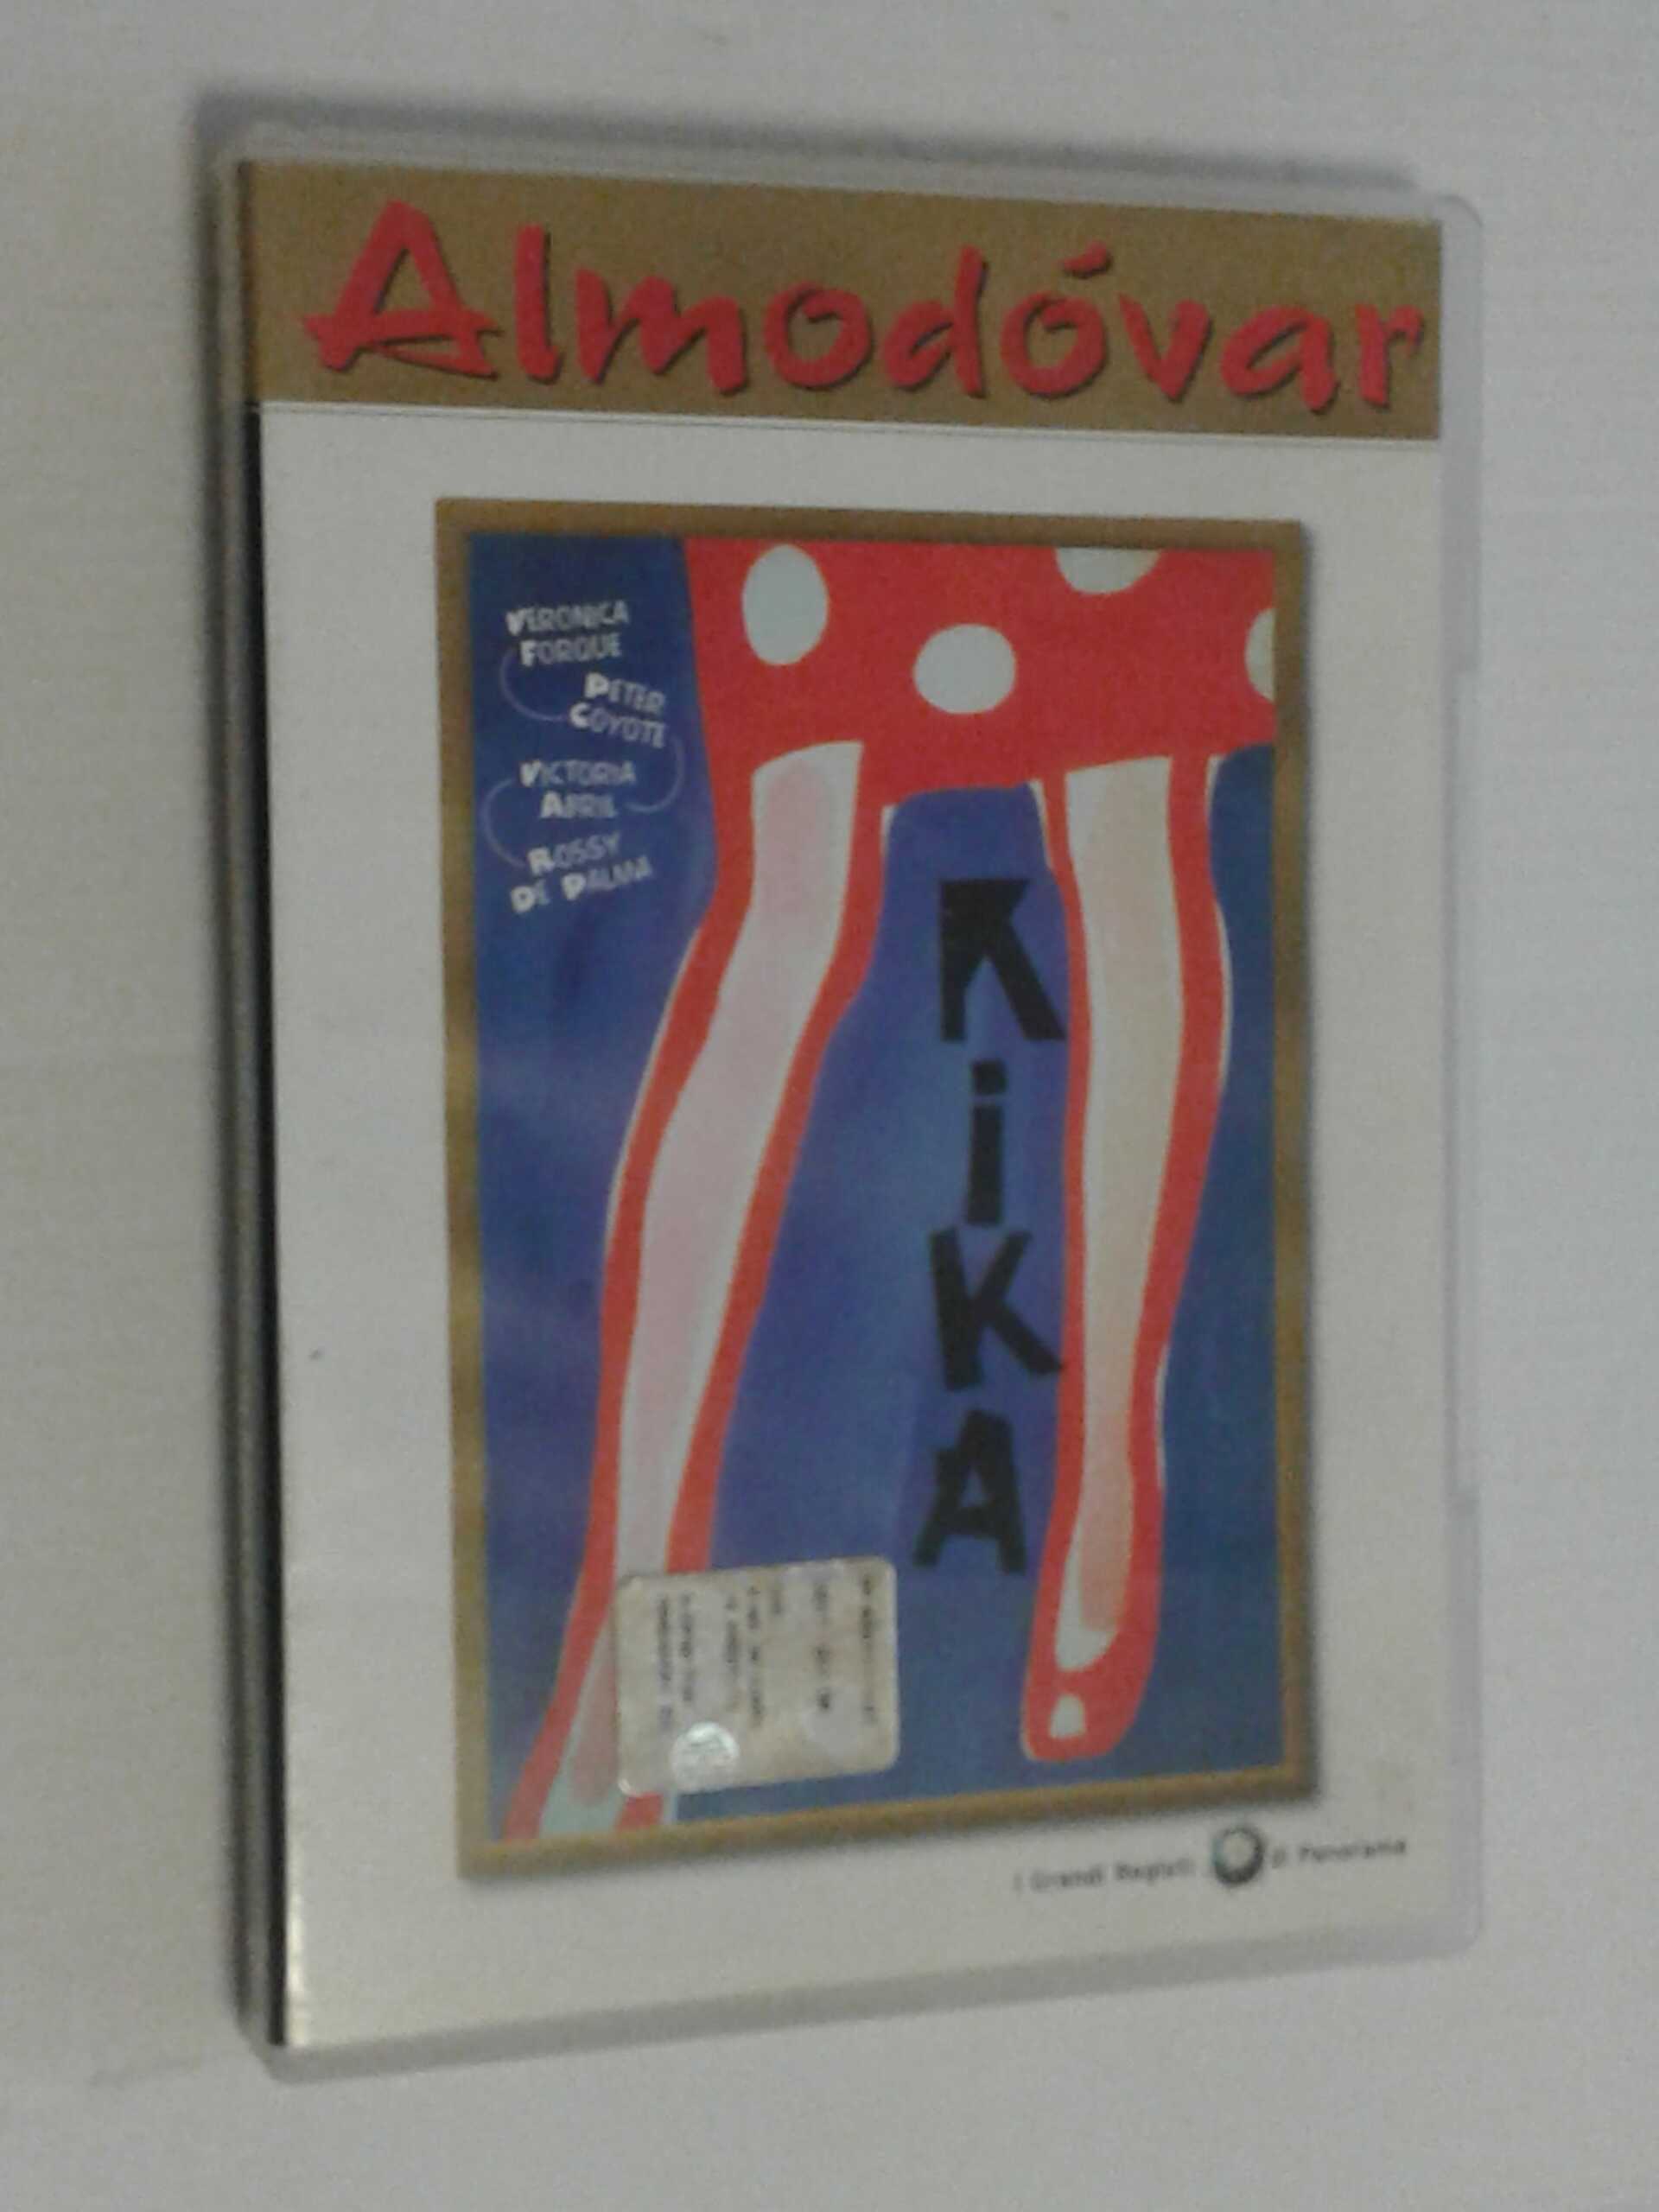 Almodóvar
VERONICA
FORQUE
PETER
COYOTE
VICTORIA
ABRIL
ROSSY
DE PALMA
KiKA
I Grandi Registi di Panorama